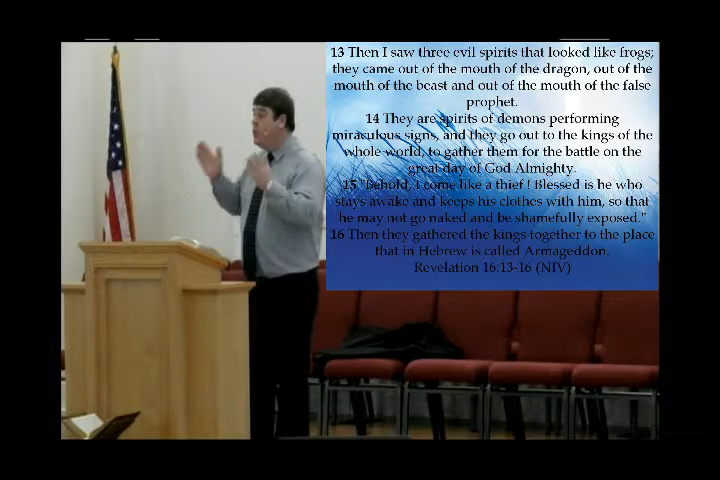 13 Then I saw three evil spirits that looked like frogs;
they came out of the mouth of the dragon, out of the
mouth of the beast and out of the mouth of the false
prophet.
14 They are spirits of demons performing
miraculous signs, and they go out to the kings of the
whole world, to gather them for the battle on the
great day of God Almighty.
15 "Behold, I come like a thief ! Blessed is he who
stays awake and keeps his clothes with him, so that
he may not go naked and be shamefully exposed."
16 Then they gathered the kings together to the place
that in Hebrew is called Armageddon.
Revelation 16:13-16 (NIV)